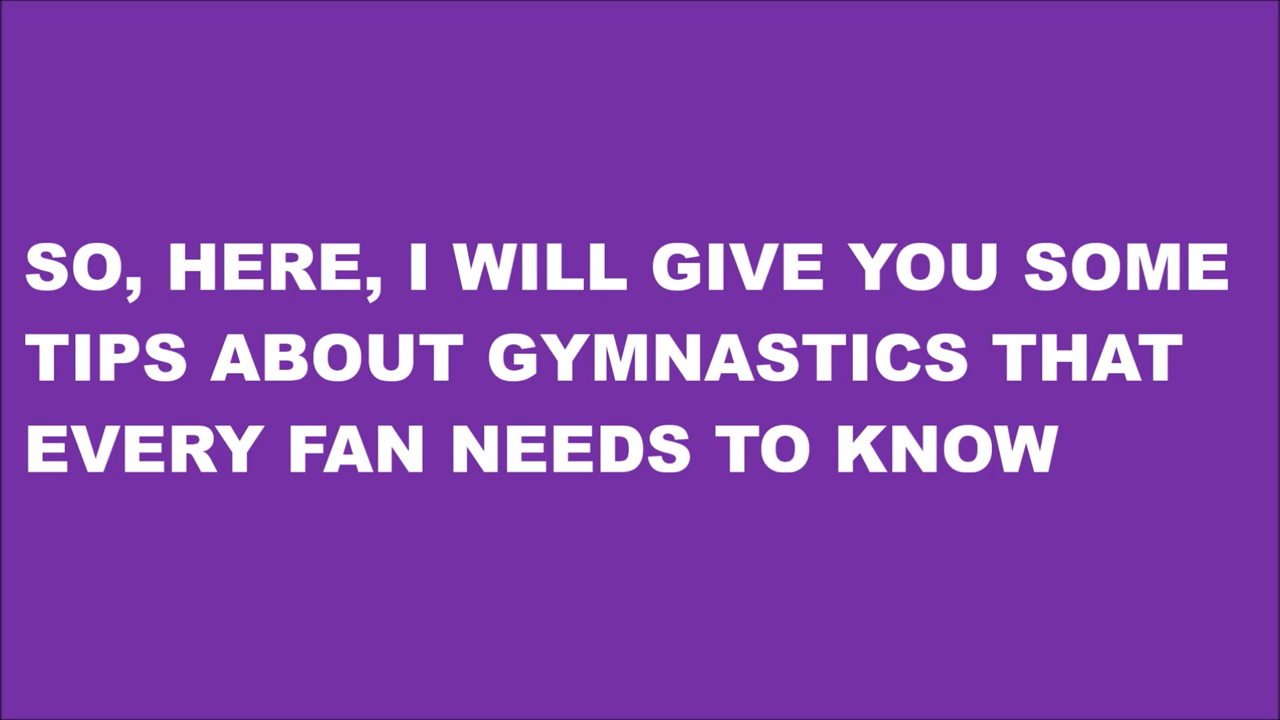 SO, HERE, I WILL GIVE YOU SOME
TIPS ABOUT GYMNASTICS THAT
EVERY FAN NEEDS TO KNOW